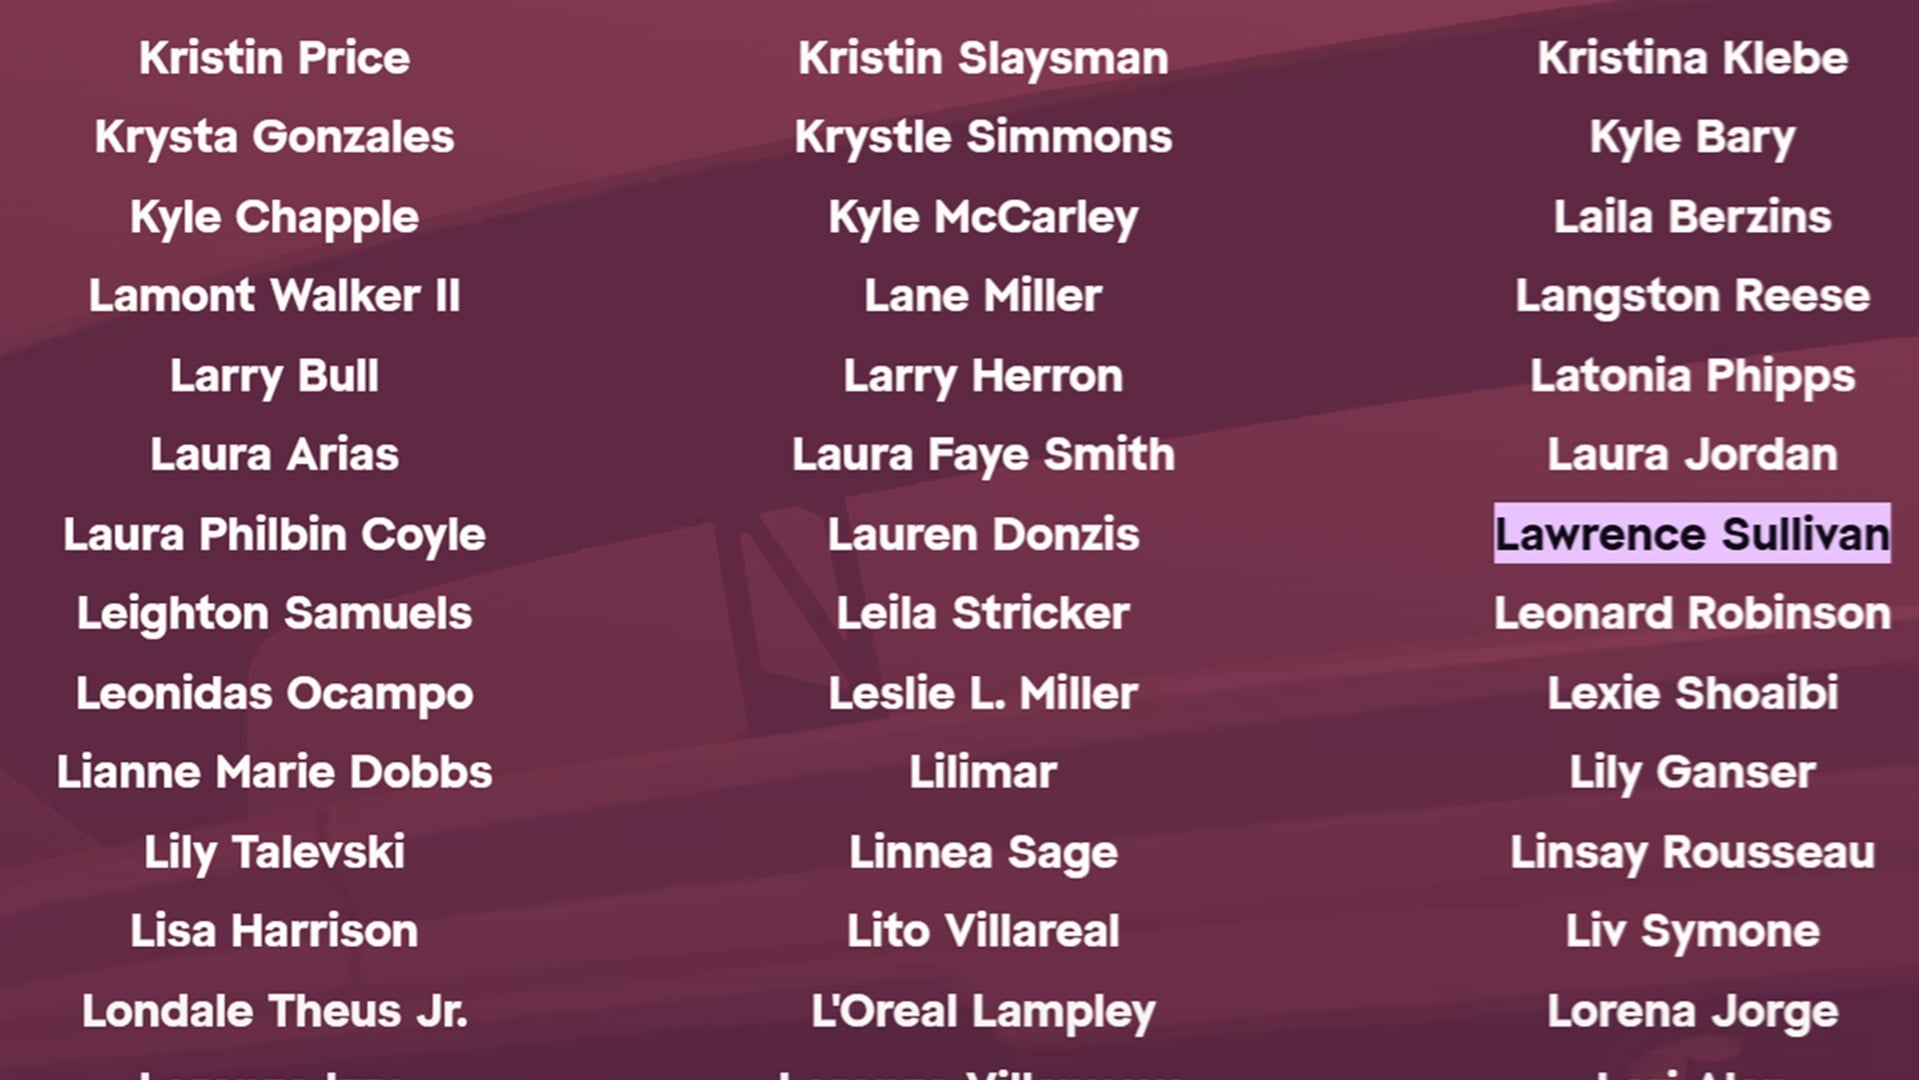 Kristin Price Kristin Slaysman Kristina Klebe
Krysta Gonzales Krystle Simmons Kyle Bary
Kyle Chapple Kyle McCarley Laila Berzins
Lamont Walker II Lane Miller Langston Reese
Larry Bull Larry Herron Latonia Phipps
Laura Arias Laura Faye Smith Laura Jordan
Laura Philbin Coyle Lauren Donzis Lawrence Sullivan
Leighton Samuels Leila Stricker Leonard Robinson
Leonidas Ocampo Leslie L. Miller Lexie Shoaibi
Lianne Marie Dobbs Lilimar Lily Ganser
Lily Talevski Linnea Sage Linsay Rousseau
Lisa Harrison Lito Villareal Liv Symone
Londale Theus Jr. L'Oreal Lampley Lorena Jorge